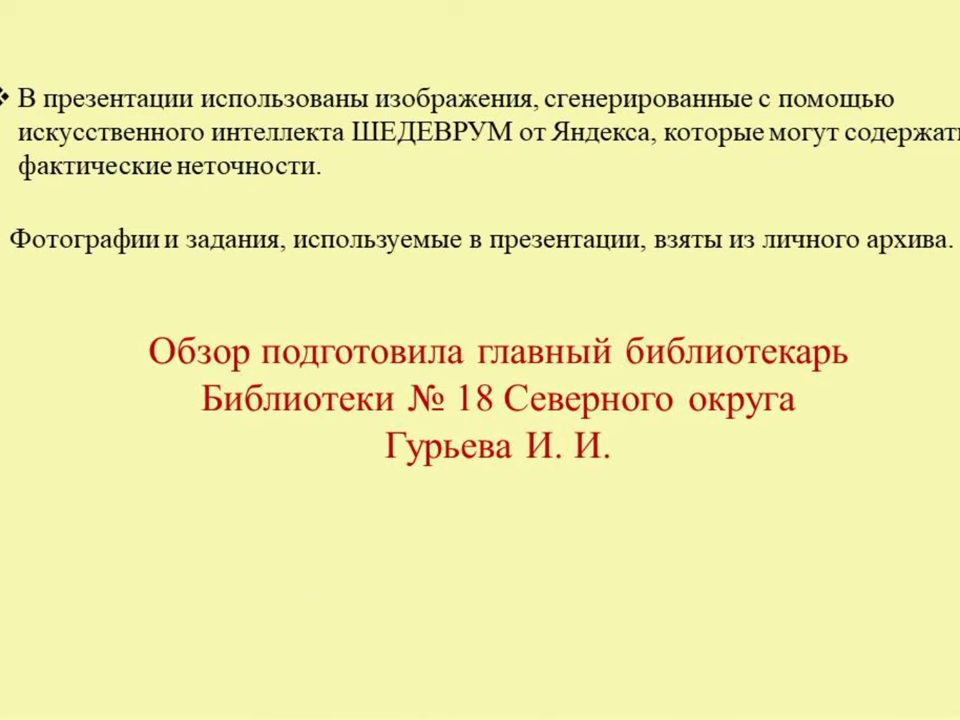 ❖ В презентации использованы изображения, сгенерированные с помощью
искусственного интеллекта ШЕДЕВРУМ от Яндекса, которые могут содержать
фактические неточности.
Фотографии и задания, используемые в презентации, взяты из личного архива.
Обзор подготовила главный библиотекарь
Библиотеки № 18 Северного округа
Гурьева И. И.